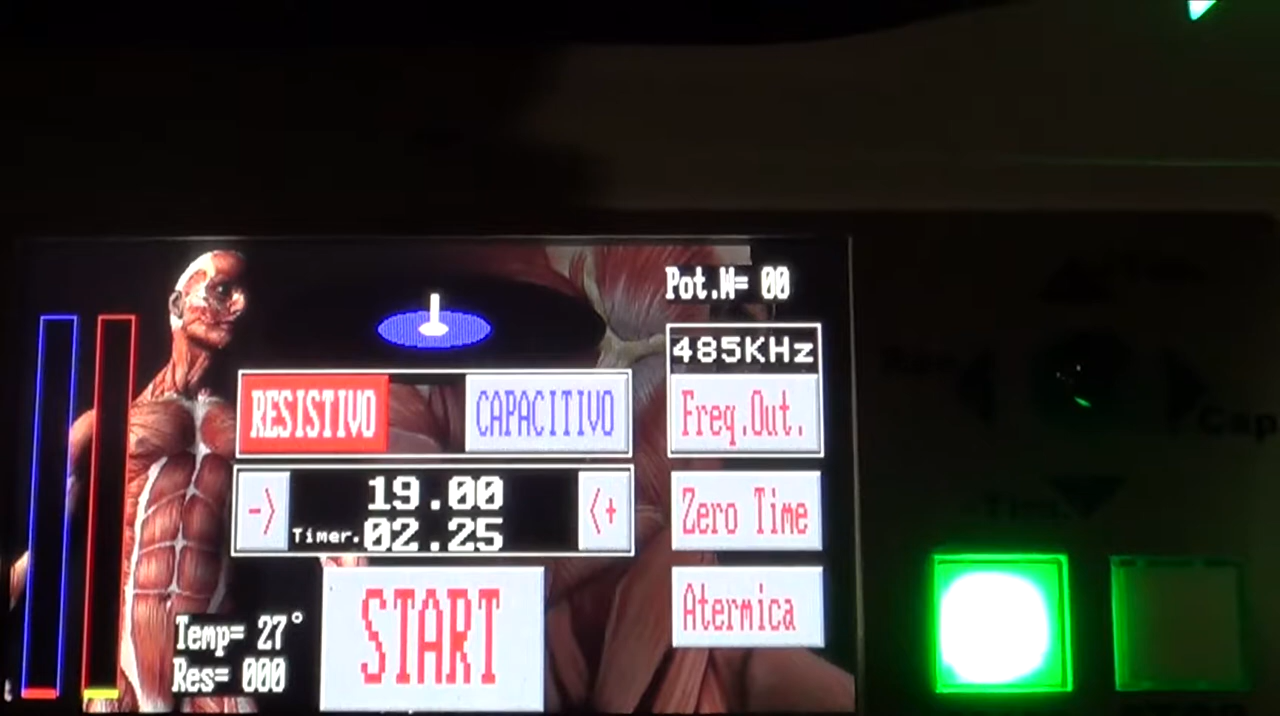 Pot.W= 00
485KHz
RESISTIVO
CAPACITIVO
Freq.Out.
->
19.00
<+
Timer. 02.25
Zero Time
START
Atermica
Temp= 27°
Res= 000
Cap